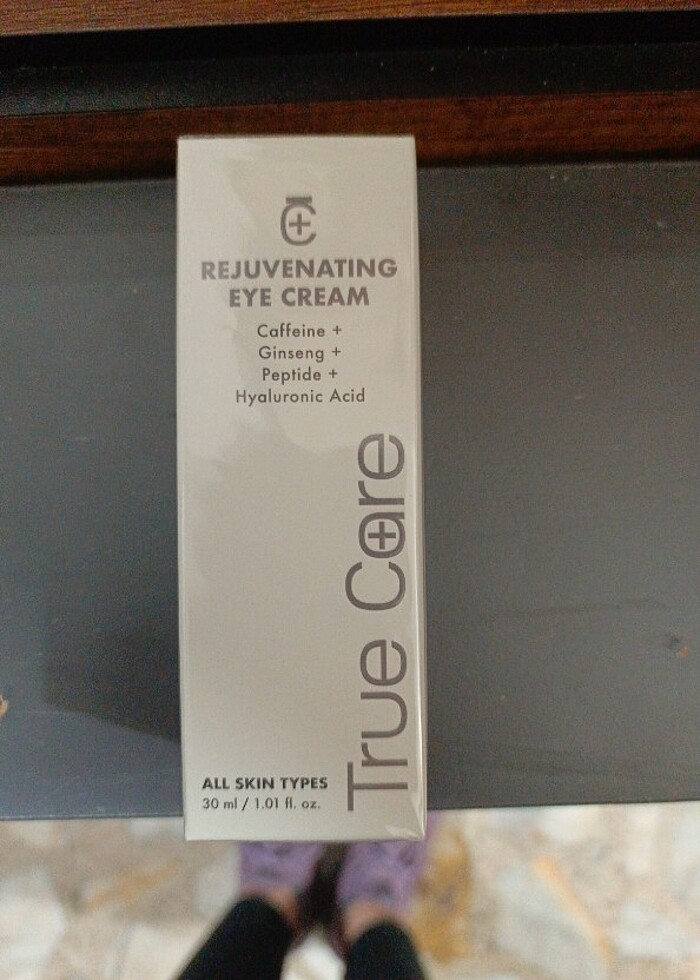 REJUVENATING
EYE CREAM
Caffeine +
Ginseng +
Peptide +
Hyaluronic Acid
True Care
ALL SKIN TYPES
30 ml / 1.01 fl. oz.